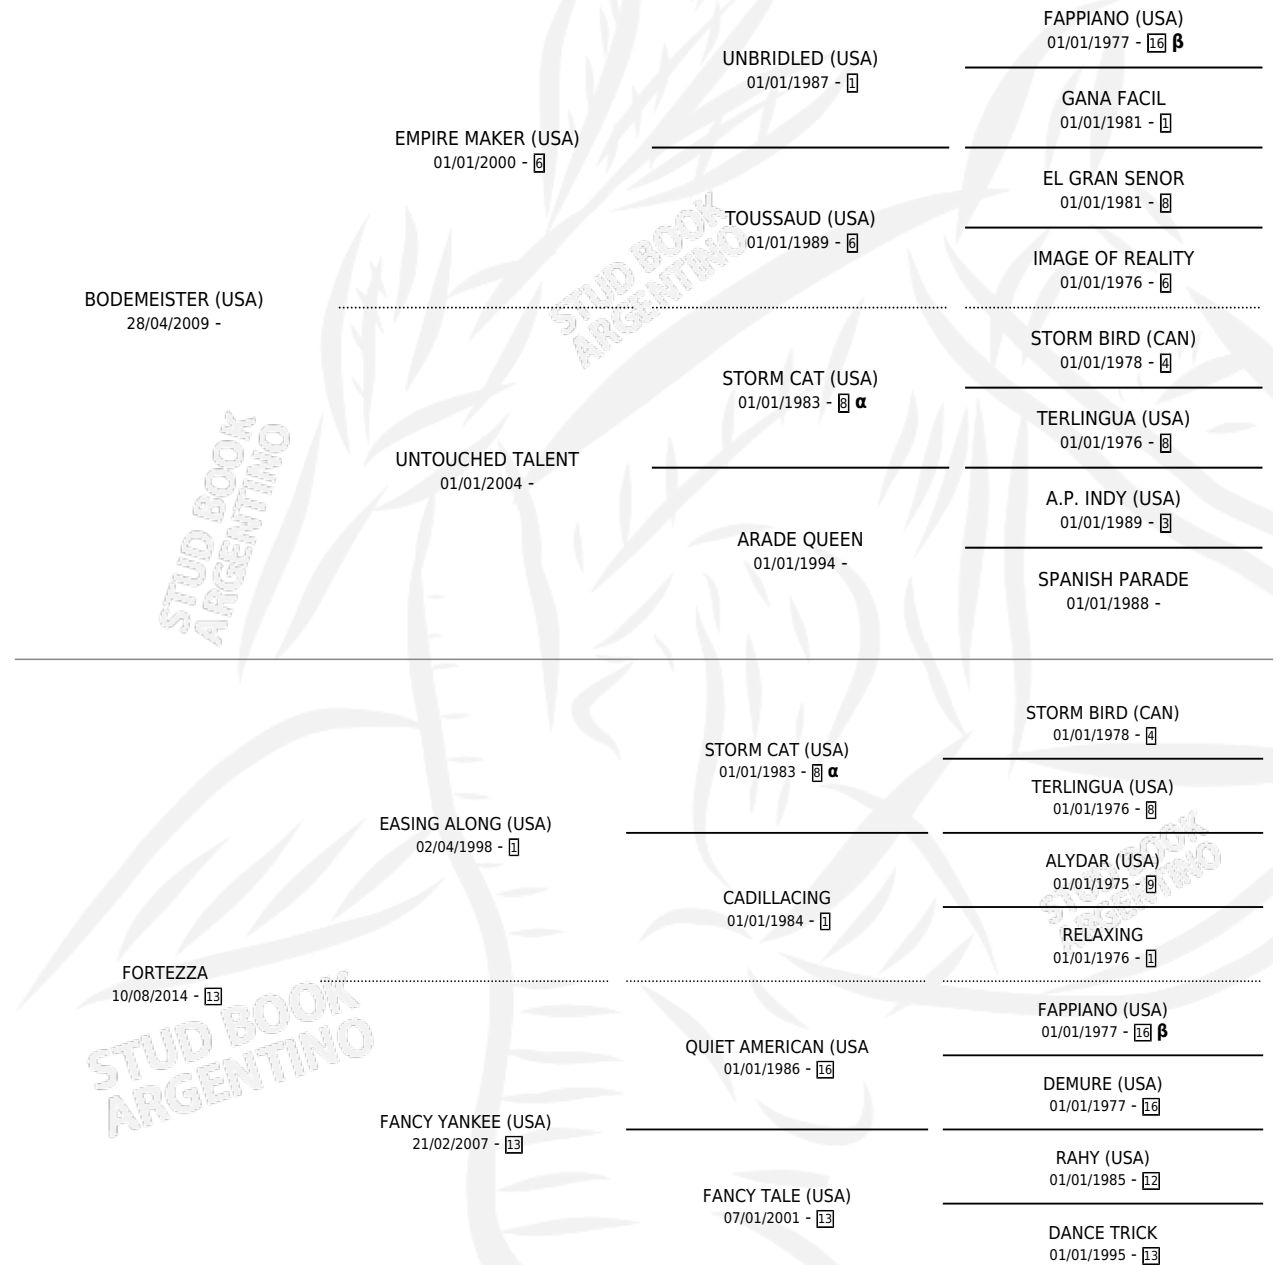 FAPPIANO (USA)
01/01/1977 - 16 β
UNBRIDLED (USA)
01/01/1987 - 1
GANA FACIL
01/01/1981 - 1
EMPIRE MAKER (USA)
01/01/2000 - 6
EL GRAN SENOR
01/01/1981 - 8
TOUSSAUD (USA)
01/01/1989 - 6
IMAGE OF REALITY
01/01/1976 - 6
BODEMEISTER (USA)
28/04/2009 -
STORM BIRD (CAN)
01/01/1978 - 4
STORM CAT (USA)
01/01/1983 - 8 α
TERLINGUA (USA)
01/01/1976 - 8
UNTOUCHED TALENT
01/01/2004 -
A.P. INDY (USA)
01/01/1989 - 3
ARADE QUEEN
01/01/1994 -
SPANISH PARADE
01/01/1988 -
STORM BIRD (CAN)
01/01/1978 - 4
STORM CAT (USA)
01/01/1983 - 8 α
TERLINGUA (USA)
01/01/1976 - 8
EASING ALONG (USA)
02/04/1998 - 1
ALYDAR (USA)
01/01/1975 - 9
CADILLACING
01/01/1984 - 1
RELAXING
01/01/1976 - 1
FORTEZZA
10/08/2014 - 13
FAPPIANO (USA)
01/01/1977 - 16 β
QUIET AMERICAN (USA
01/01/1986 - 16
DEMURE (USA)
01/01/1977 - 16
FANCY YANKEE (USA)
21/02/2007 - 13
RAHY (USA)
01/01/1985 - 12
FANCY TALE (USA)
07/01/2001 - 13
DANCE TRICK
01/01/1995 - 13
STUD BOOK
ARGENTINO
STUD BOOK
ARGENTINO
STUD BOOK
ARGENTINO
STUD BOOK
ARGENTINO